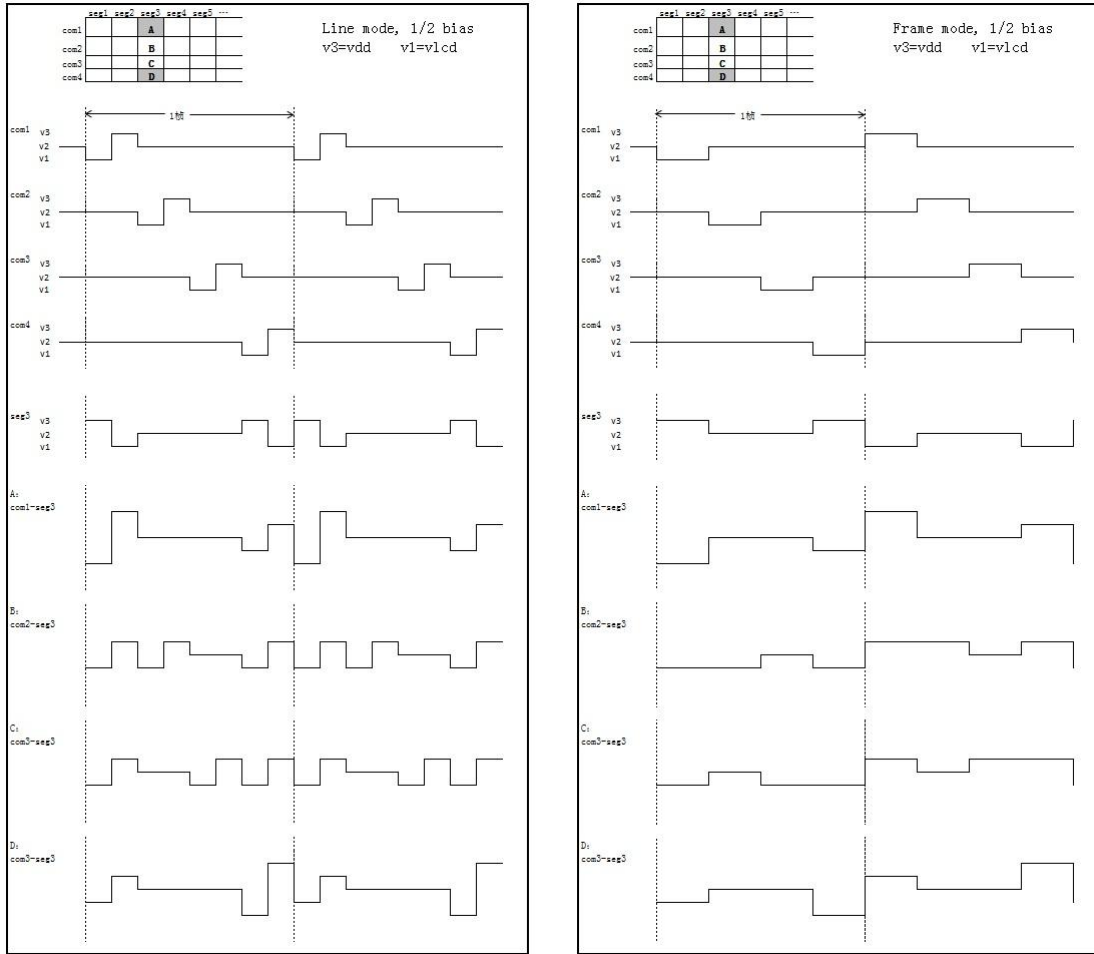 seg1 seg2 seg3 seg4 seg5 ...
com1 A
com2 B
com3 C
com4 D
Line mode, 1/2 bias
v3=vdd v1=vlcd
1帧
com1 v3
v2
v1
com2 v3
v2
v1
com3 v3
v2
v1
com4 v3
v2
v1
seg3 v3
v2
v1
A:
com1-seg3
B:
com2-seg3
C:
com3-seg3
D:
com3-seg3
seg1 seg2 seg3 seg4 seg5 ...
com1 A
com2 B
com3 C
com4 D
Frame mode, 1/2 bias
v3=vdd v1=vlcd
1帧
com1 v3
v2
v1
com2 v3
v2
v1
com3 v3
v2
v1
com4 v3
v2
v1
seg3 v3
v2
v1
A:
com1-seg3
B:
com2-seg3
C:
com3-seg3
D:
com3-seg3